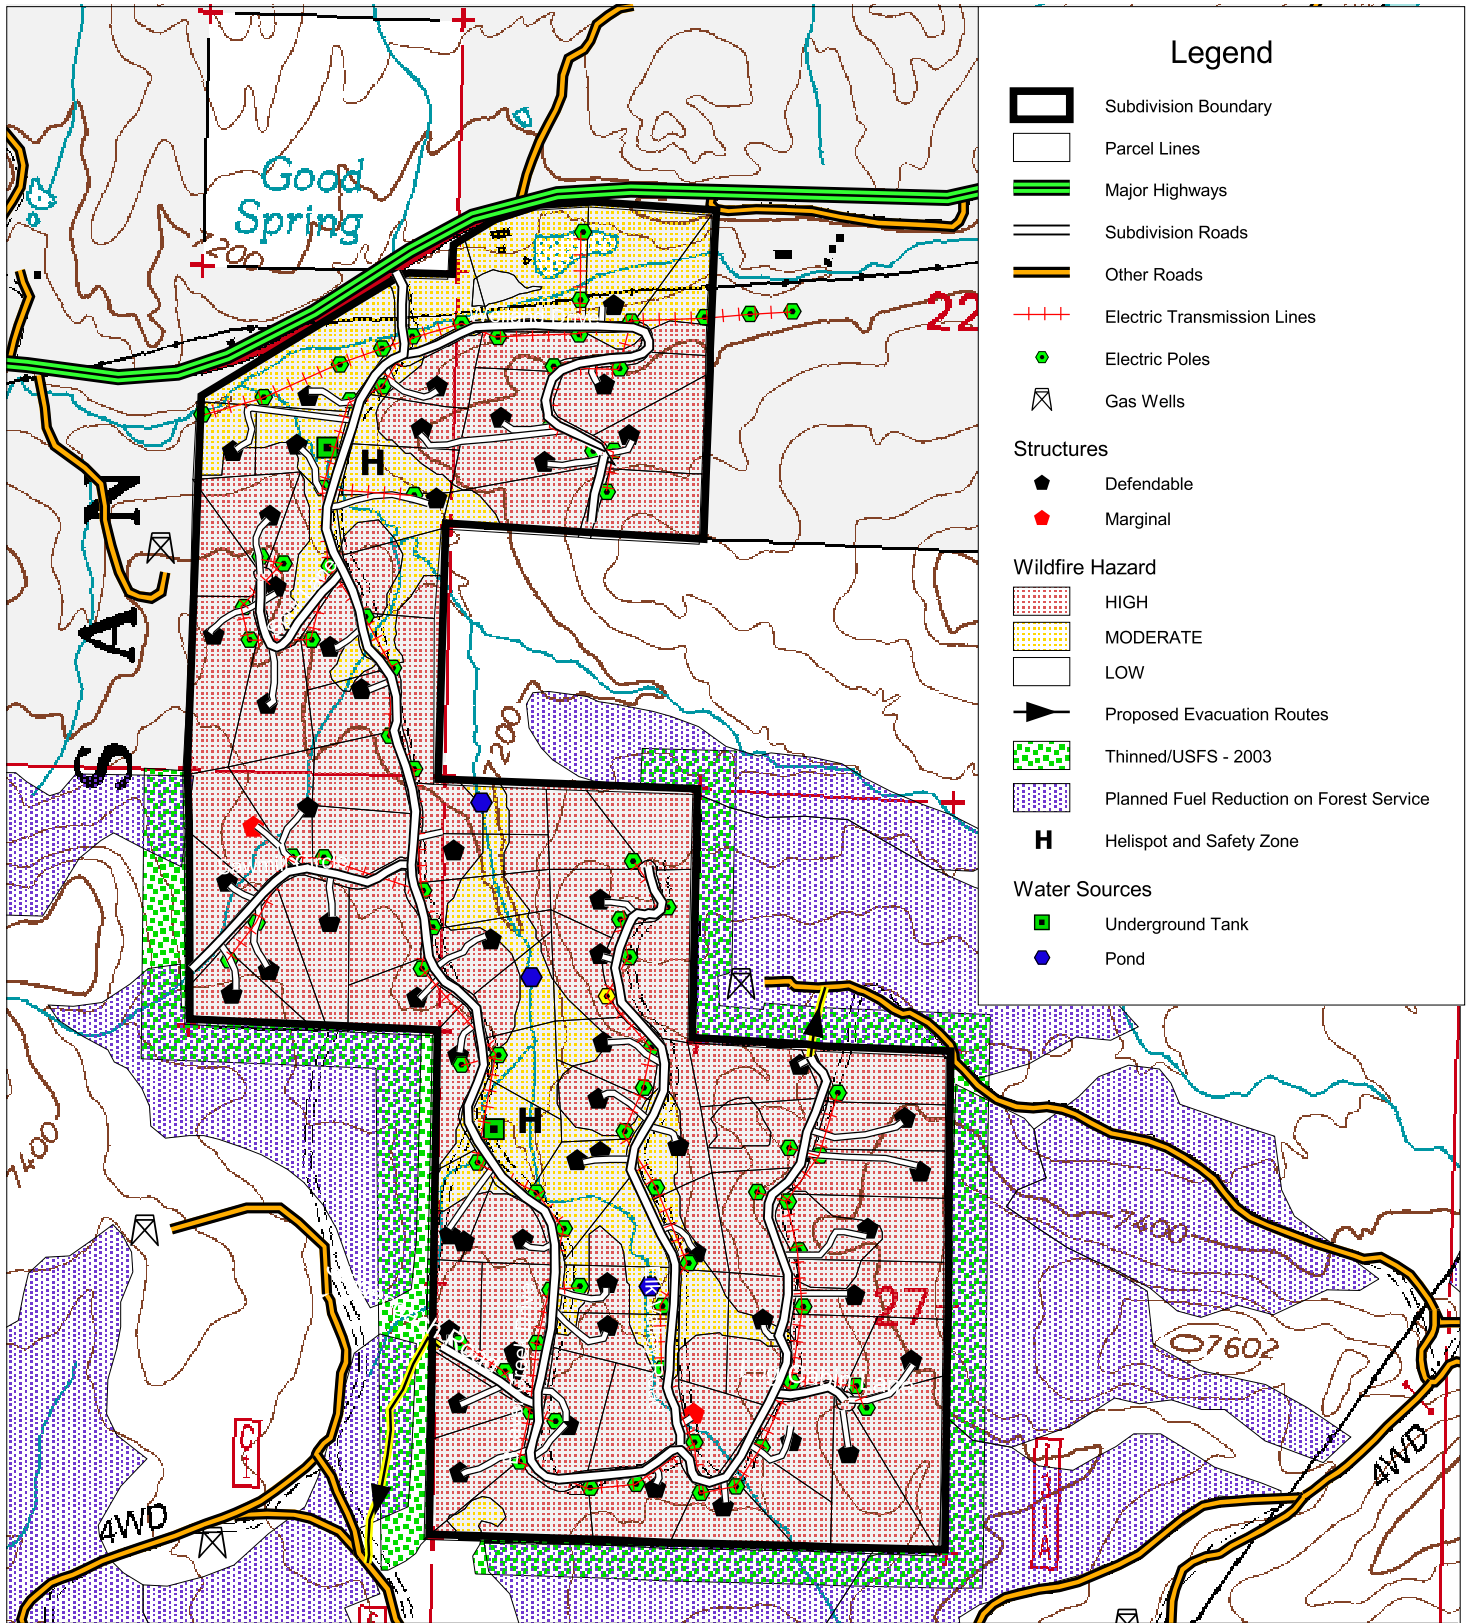 Legend
Subdivision Boundary
Parcel Lines
Major Highways
Subdivision Roads
Other Roads
Electric Transmission Lines
Electric Poles
Gas Wells
Structures
Defendable
Marginal
Wildfire Hazard
HIGH
MODERATE
LOW
Proposed Evacuation Routes
Thinned/USFS - 2003
Planned Fuel Reduction on Forest Service
H Helispot and Safety Zone
Water Sources
Underground Tank
Pond
Good
Spring
7200
22
H
S A N
7200
H
7400
7400
27
7602
4WD
4WD